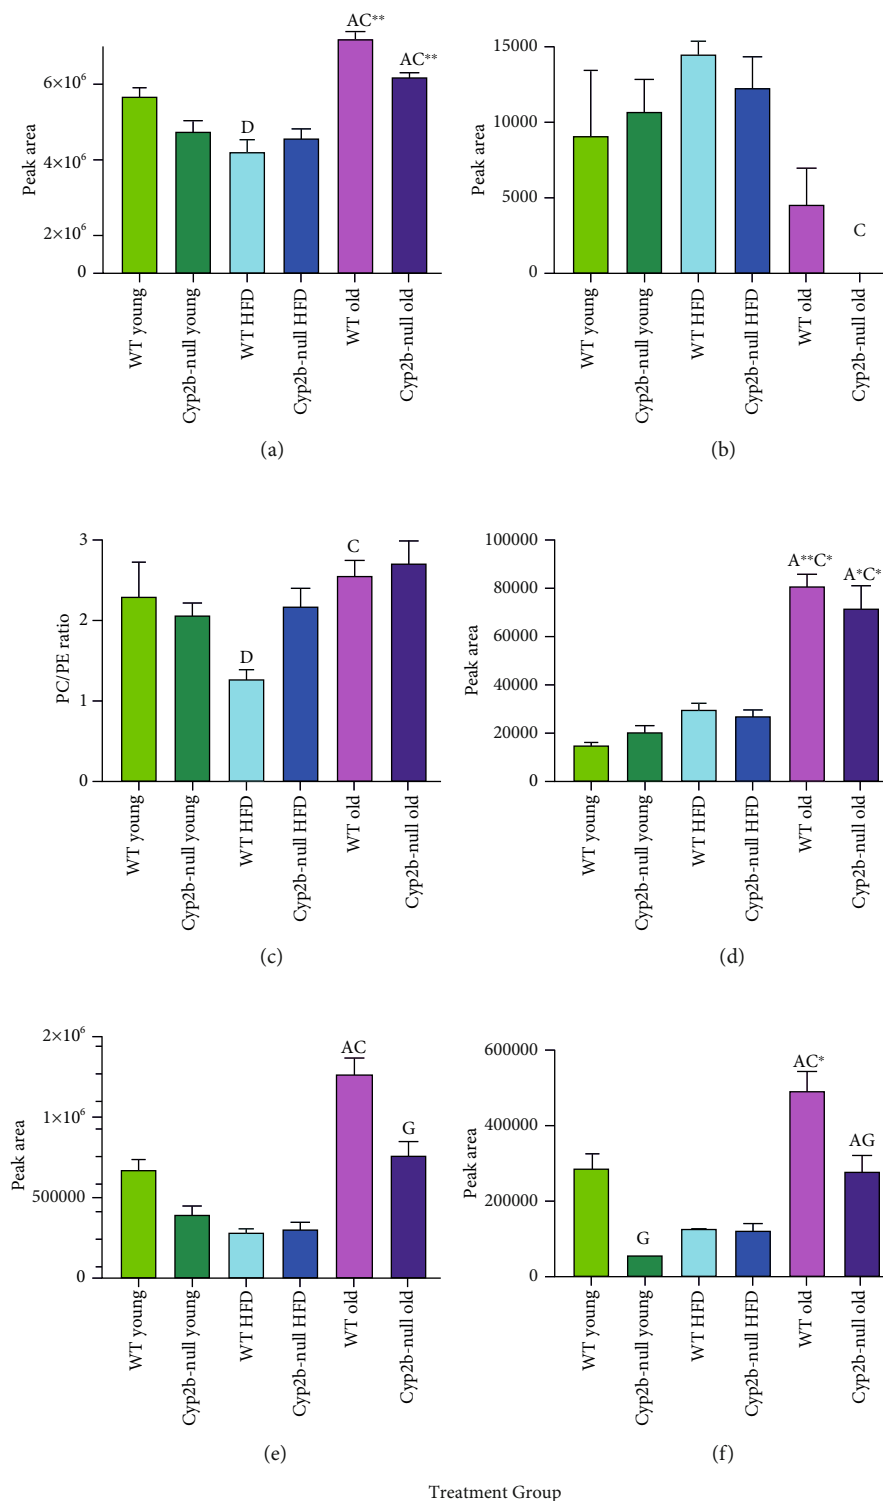 AC**
AC**
D
6×10⁶
4×10⁶
2×10⁶
0
Peak area
WT young
Cyp2b-null young
WT HFD
Cyp2b-null HFD
WT old
Cyp2b-null old
(a)
15000
10000
5000
0
Peak area
C
WT young
Cyp2b-null young
WT HFD
Cyp2b-null HFD
WT old
Cyp2b-null old
(b)
3
2
1
0
PC/PE ratio
D
C
WT young
Cyp2b-null young
WT HFD
Cyp2b-null HFD
WT old
Cyp2b-null old
(c)
100000
80000
60000
40000
20000
0
Peak area
A**C*
A*C*
WT young
Cyp2b-null young
WT HFD
Cyp2b-null HFD
WT old
Cyp2b-null old
(d)
2×10⁶
1×10⁶
500000
0
Peak area
AC
G
WT young
Cyp2b-null young
WT HFD
Cyp2b-null HFD
WT old
Cyp2b-null old
(e)
600000
400000
200000
0
Peak area
G
AC*
AG
WT young
Cyp2b-null young
WT HFD
Cyp2b-null HFD
WT old
Cyp2b-null old
(f)
Treatment Group